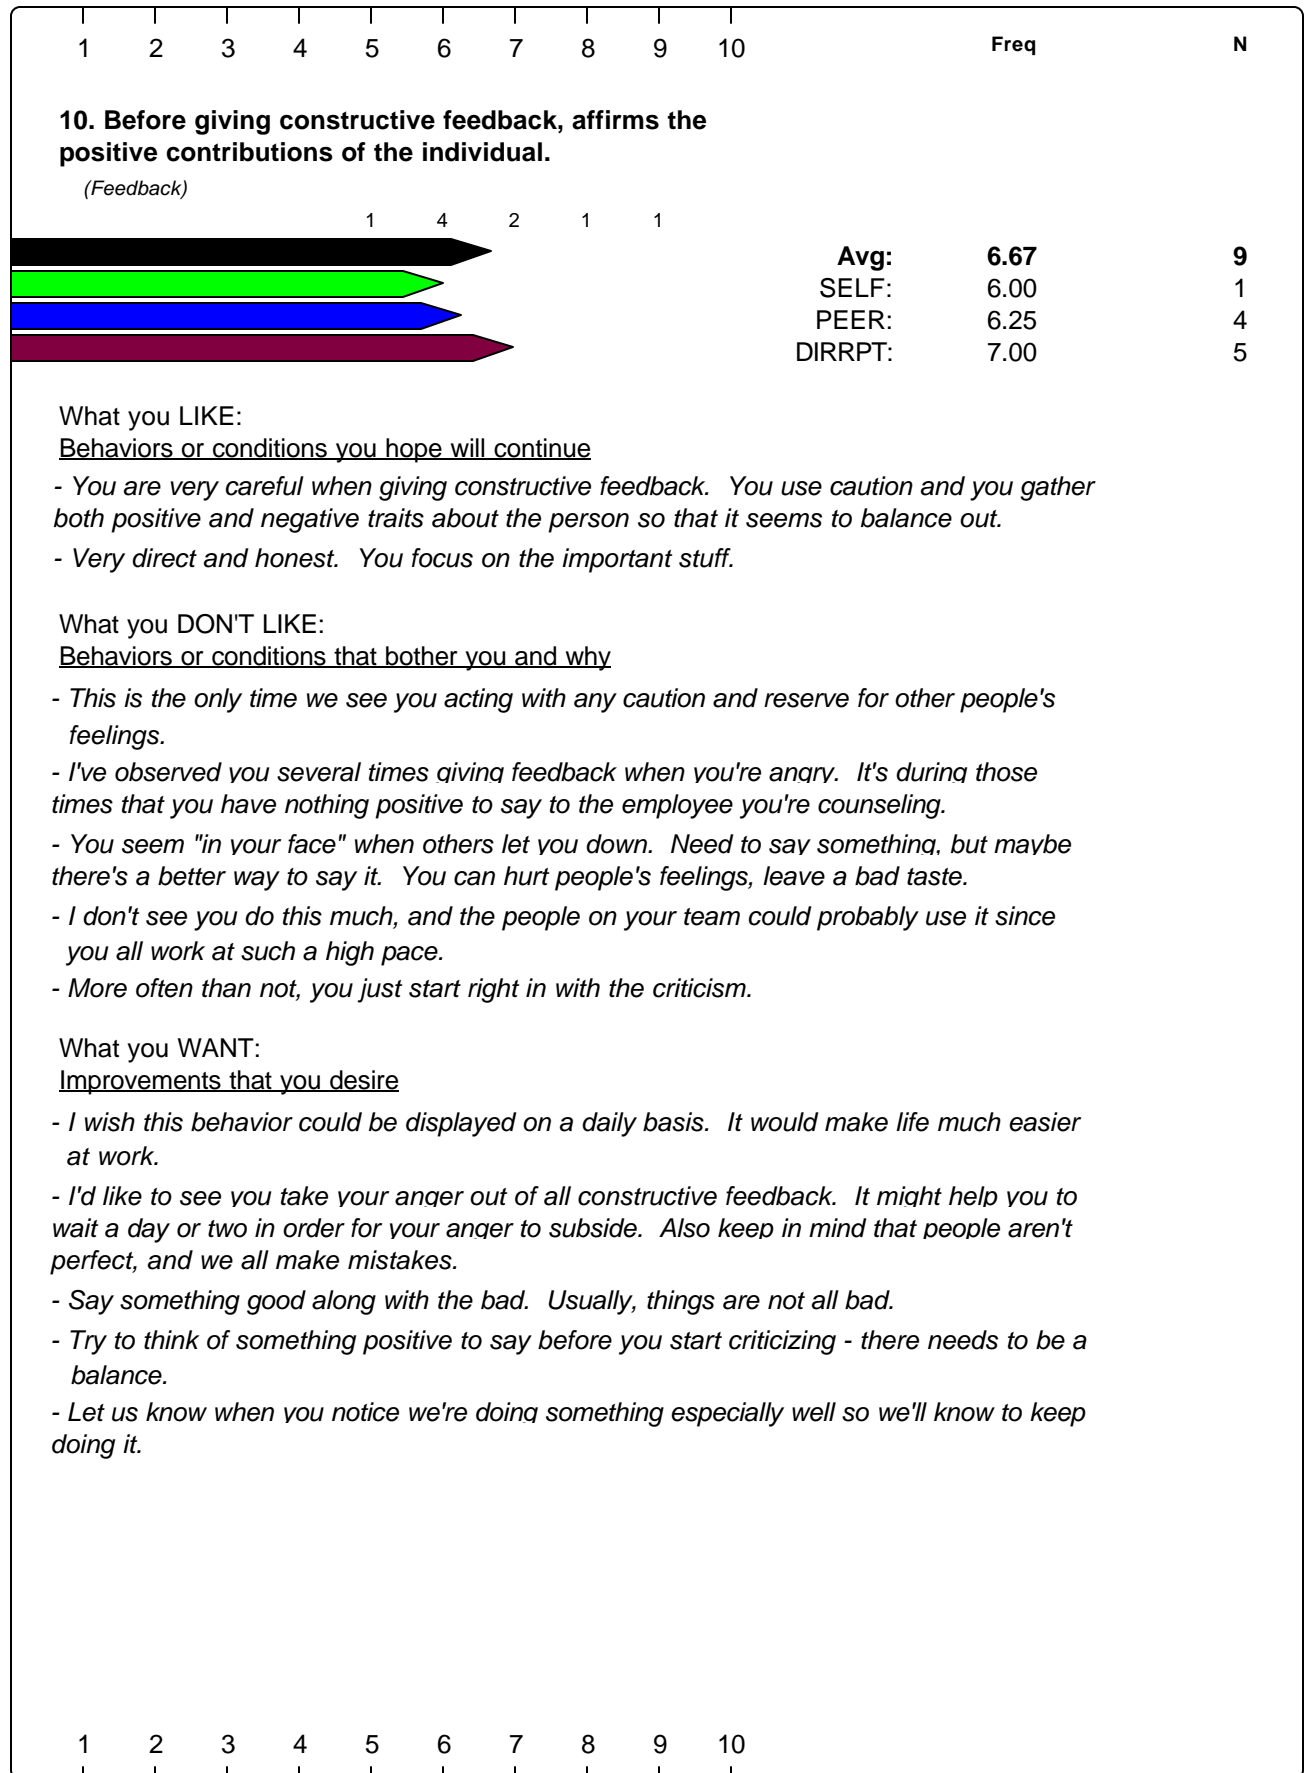 1 2 3 4 5 6 7 8 9 10 Freq N
10. Before giving constructive feedback, affirms the
positive contributions of the individual.
(Feedback)
1 4 2 1 1
Avg: 6.67 9
SELF: 6.00 1
PEER: 6.25 4
DIRRPT: 7.00 5
What you LIKE:
Behaviors or conditions you hope will continue
- You are very careful when giving constructive feedback. You use caution and you gather
both positive and negative traits about the person so that it seems to balance out.
- Very direct and honest. You focus on the important stuff.
What you DON'T LIKE:
Behaviors or conditions that bother you and why
- This is the only time we see you acting with any caution and reserve for other people's
feelings.
- I've observed you several times giving feedback when you're angry. It's during those
times that you have nothing positive to say to the employee you're counseling.
- You seem "in your face" when others let you down. Need to say something, but maybe
there's a better way to say it. You can hurt people's feelings, leave a bad taste.
- I don't see you do this much, and the people on your team could probably use it since
you all work at such a high pace.
- More often than not, you just start right in with the criticism.
What you WANT:
Improvements that you desire
- I wish this behavior could be displayed on a daily basis. It would make life much easier
at work.
- I'd like to see you take your anger out of all constructive feedback. It might help you to
wait a day or two in order for your anger to subside. Also keep in mind that people aren't
perfect, and we all make mistakes.
- Say something good along with the bad. Usually, things are not all bad.
- Try to think of something positive to say before you start criticizing - there needs to be a
balance.
- Let us know when you notice we're doing something especially well so we'll know to keep
doing it.
1 2 3 4 5 6 7 8 9 10